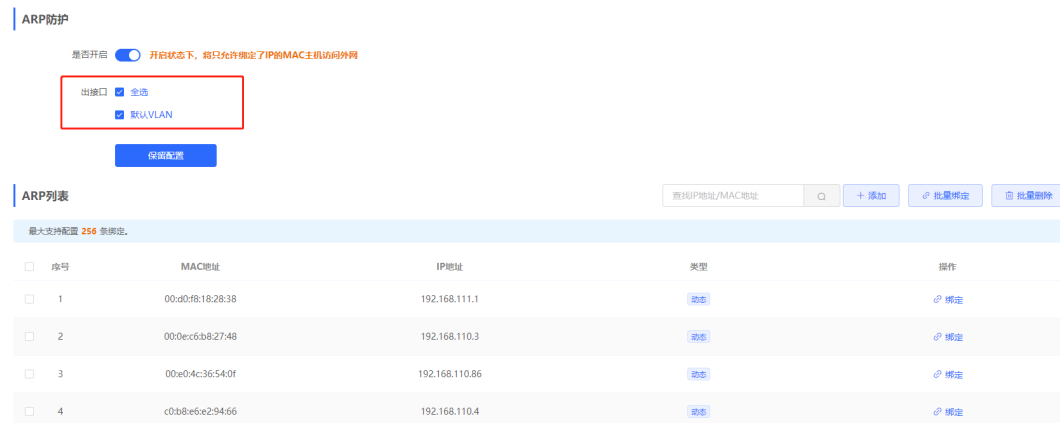 ARP防护
是否开启 开启状态下，将只允许绑定了IP的MAC主机访问外网
出接口 全选
默认VLAN
保留配置
ARP列表 查找IP地址/MAC地址 + 添加 批量绑定 批量删除
最大支持配置 256 条绑定。
序号 MAC地址 IP地址 类型 操作
1 00:d0:f8:18:28:38 192.168.111.1 动态 绑定
2 00:0e:c6:b8:27:48 192.168.110.3 动态 绑定
3 00:e0:4c:36:54:0f 192.168.110.86 动态 绑定
4 c0:b8:e6:e2:94:66 192.168.110.4 动态 绑定